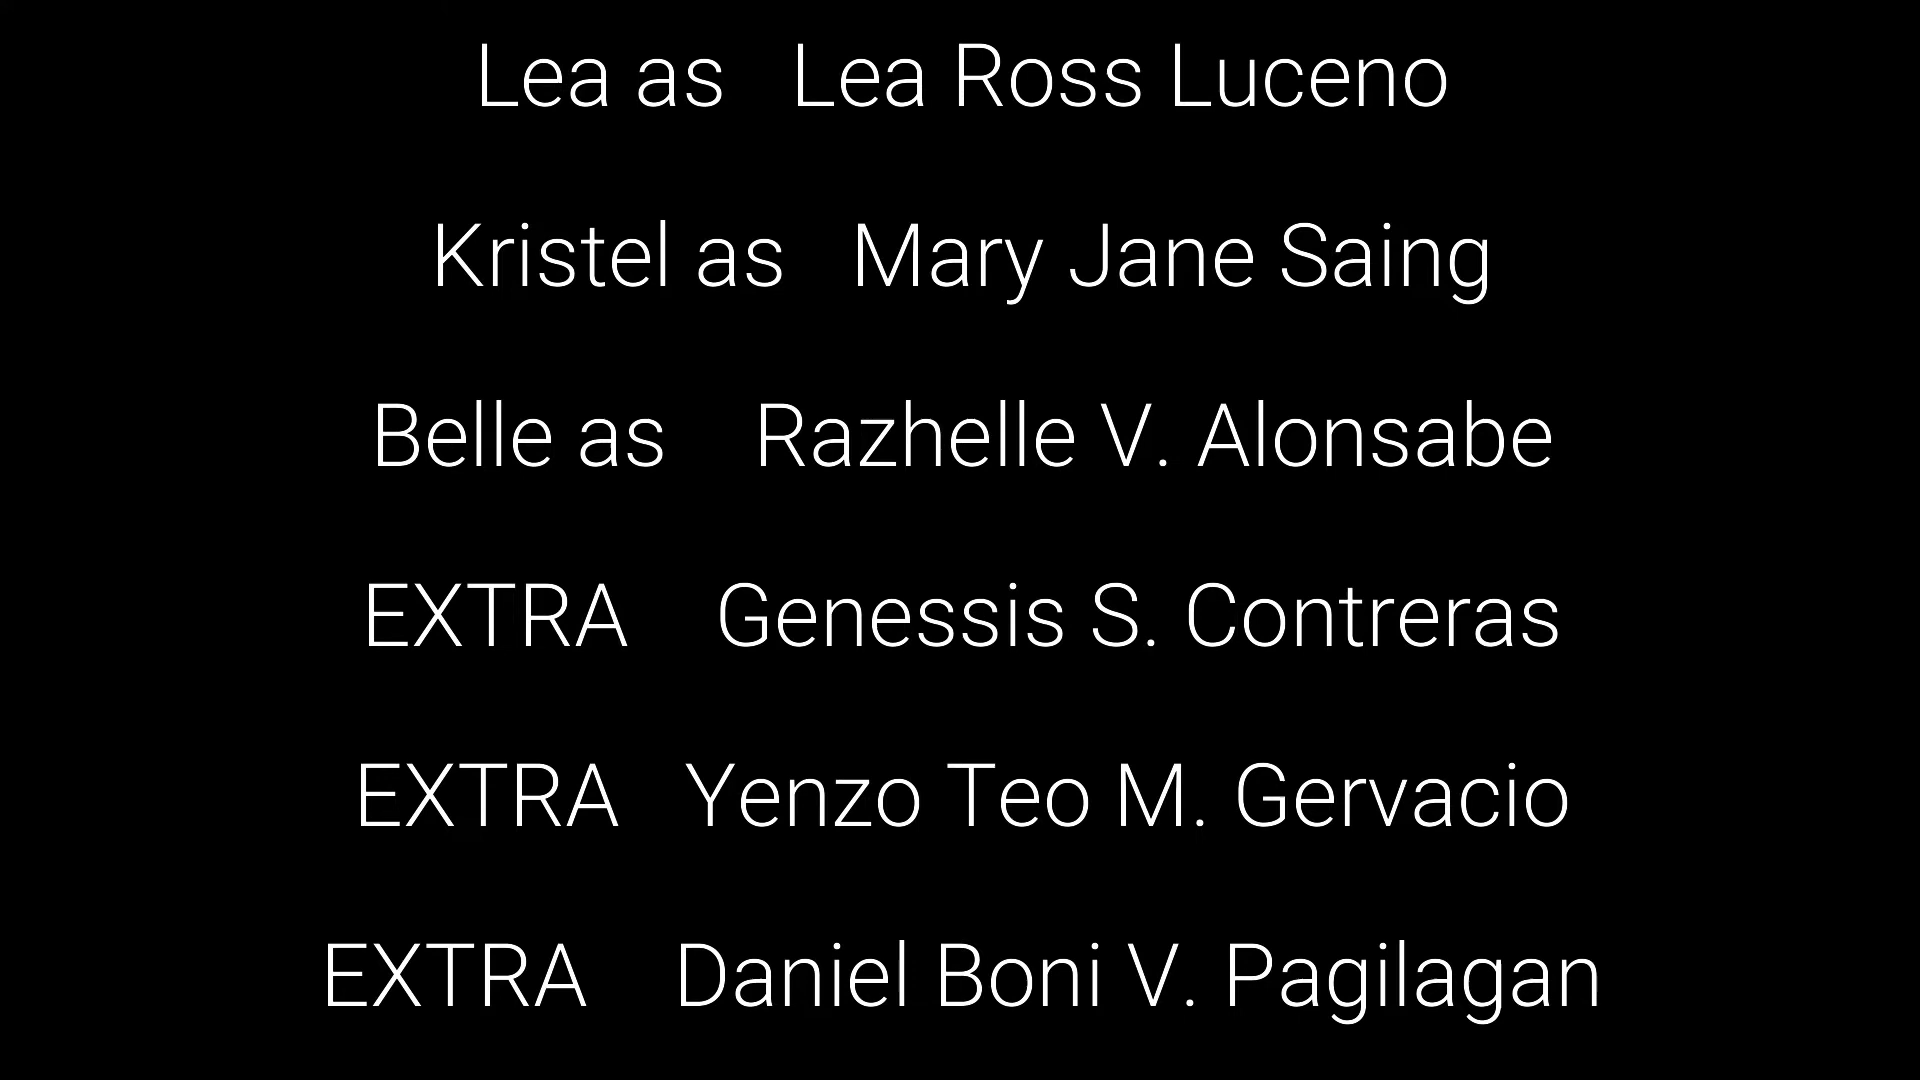 Lea as Lea Ross Luceno
Kristel as Mary Jane Saing
Belle as Razhelle V. Alonsabe
EXTRA Genessis S. Contreras
EXTRA Yenzo Teo M. Gervacio
EXTRA Daniel Boni V. Pagilagan